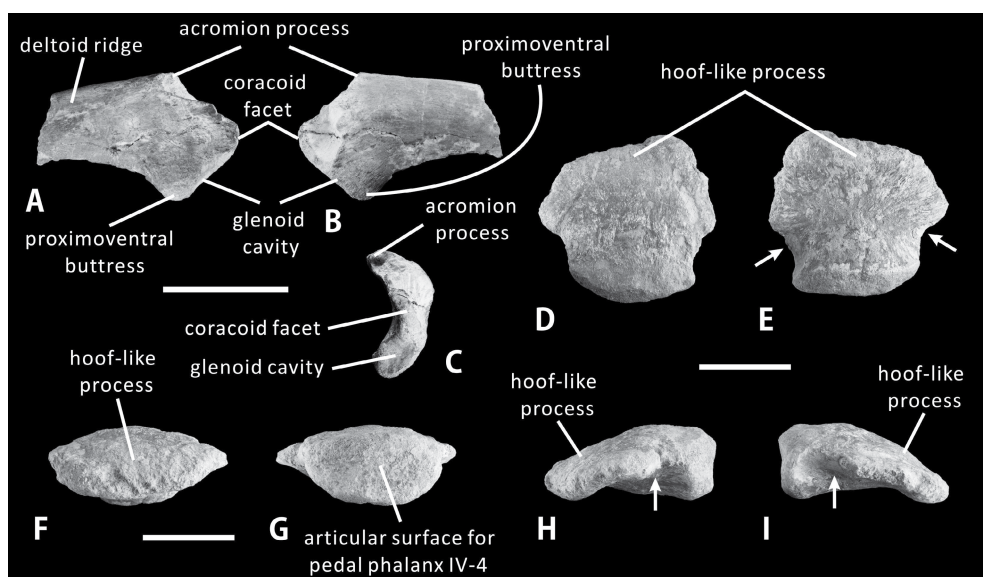 acromion process
deltoid ridge
proximoventral
buttress
coracoid
facet
hoof-like process
A
B
glenoid
cavity
proximoventral
buttress
acromion
process
D
E
coracoid facet
glenoid cavity
C
hoof-like
process
hoof-like
process
hoof-like
process
F
G
H
I
articular surface for
pedal phalanx IV-4